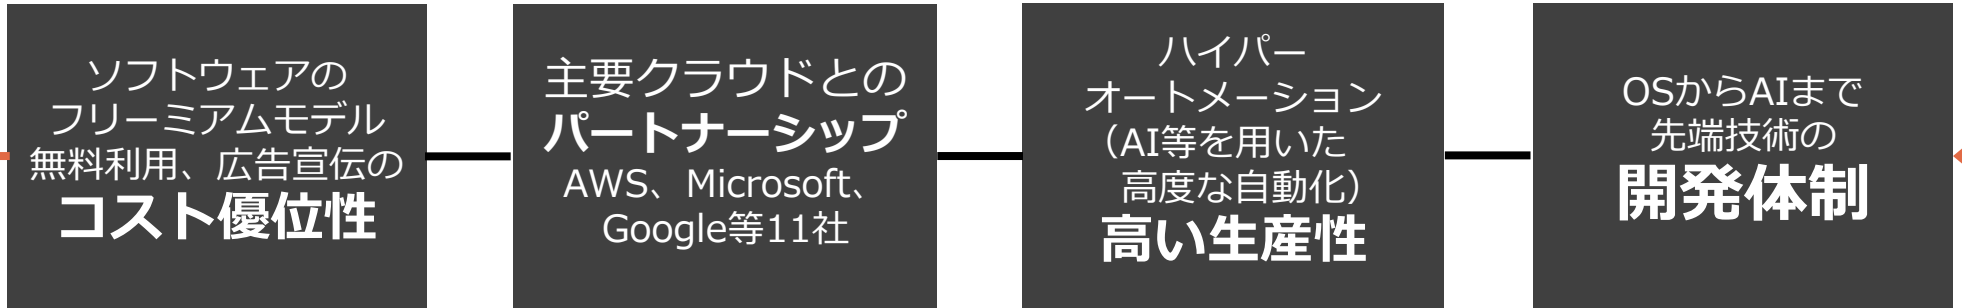 ソフトウェアの
フリーミアムモデル
無料利用、広告宣伝の
コスト優位性
主要クラウドとの
パートナーシップ
AWS、Microsoft、
Google等11社
ハイパー
オートメーション
（AI等を用いた
高度な自動化）
高い生産性
OSからAIまで
先端技術の
開発体制